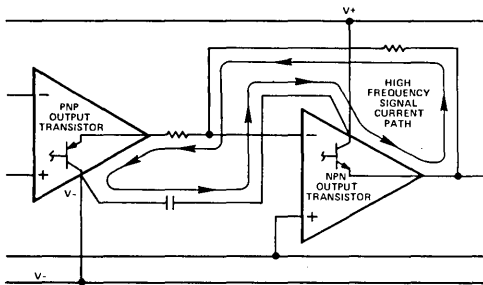 V+
PNP
OUTPUT
TRANSISTOR
HIGH
FREQUENCY
SIGNAL
CURRENT
PATH
−
+
V-
−
+
NPN
OUTPUT
TRANSISTOR
V-